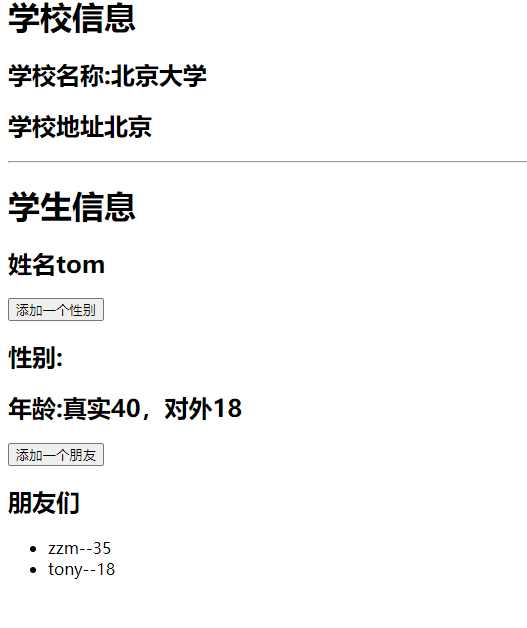 学校信息
学校名称:北京大学
学校地址北京
学生信息
姓名tom
添加一个性别
性别:
年龄:真实40，对外18
添加一个朋友
朋友们
zzm--35
tony--18